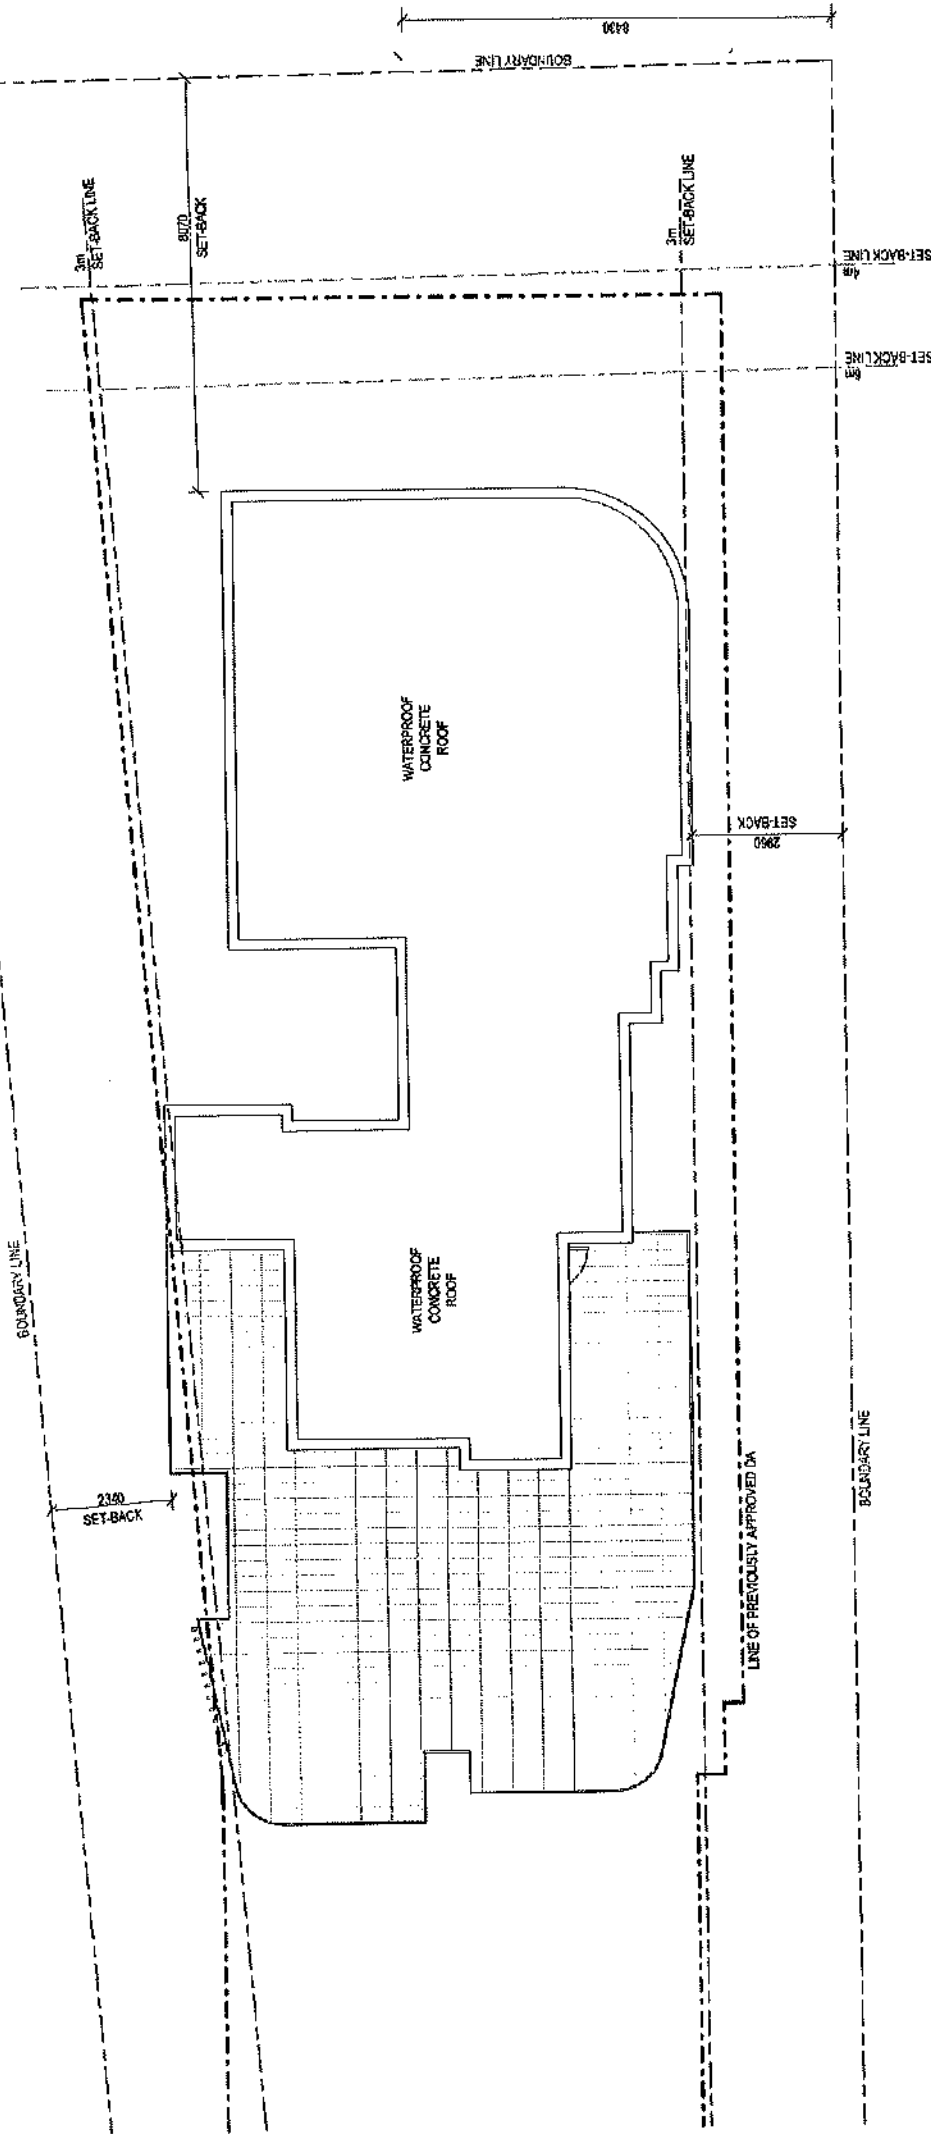 8430
BOUNDARY LINE
3m
SET-BACK LINE
8070
SET-BACK
3m
SET-BACK LINE
4m
SET-BACK LINE
6m
SET-BACK LINE
WATERPROOF
CONCRETE
ROOF
2960
SET-BACK
BOUNDARY LINE
WATERPROOF
CONCRETE
ROOF
2340
SET-BACK
LINE OF PREVIOUSLY APPROVED DA
BOUNDARY LINE